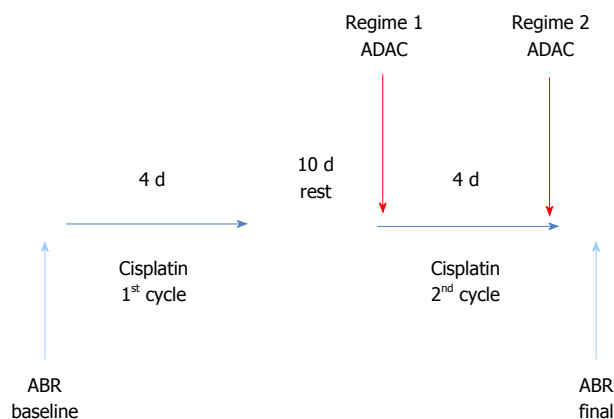 Regime 1
ADAC
Regime 2
ADAC
4 d
10 d
rest
4 d
Cisplatin
1st cycle
Cisplatin
2nd cycle
ABR
baseline
ABR
final